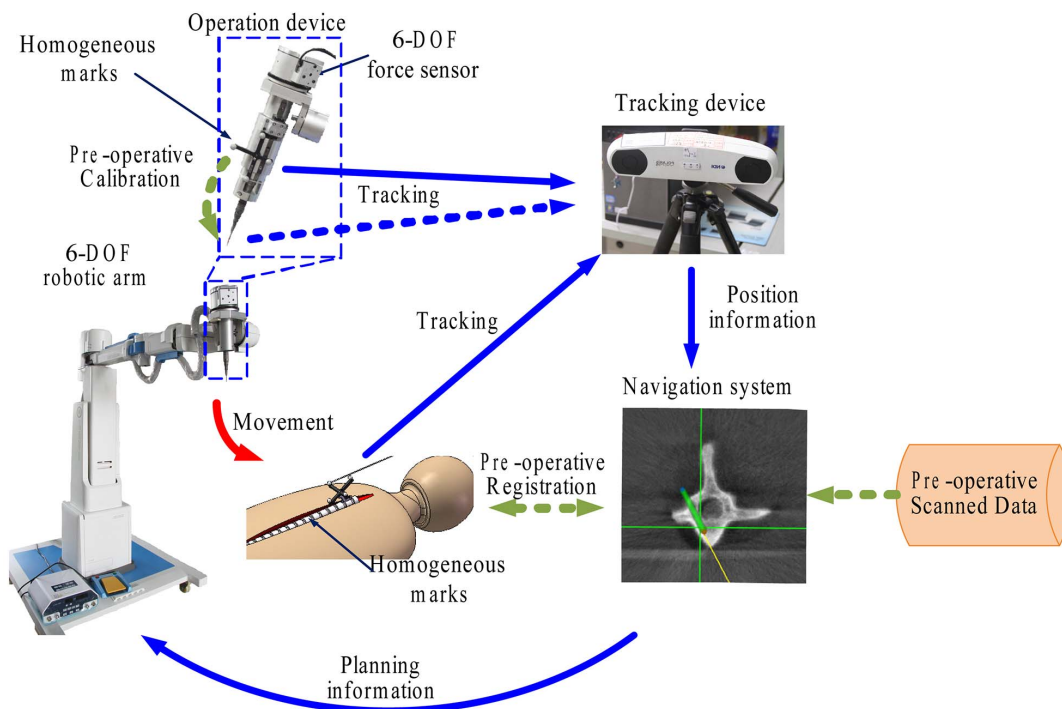 Operation device
Homogeneous
marks
6-DOF
force sensor
Tracking device
Pre-operative
Calibration
Tracking
6-DOF
robotic arm
Tracking
Position
information
Navigation system
Movement
Pre-operative
Registration
Pre-operative
Scanned Data
Homogeneous
marks
Planning
information